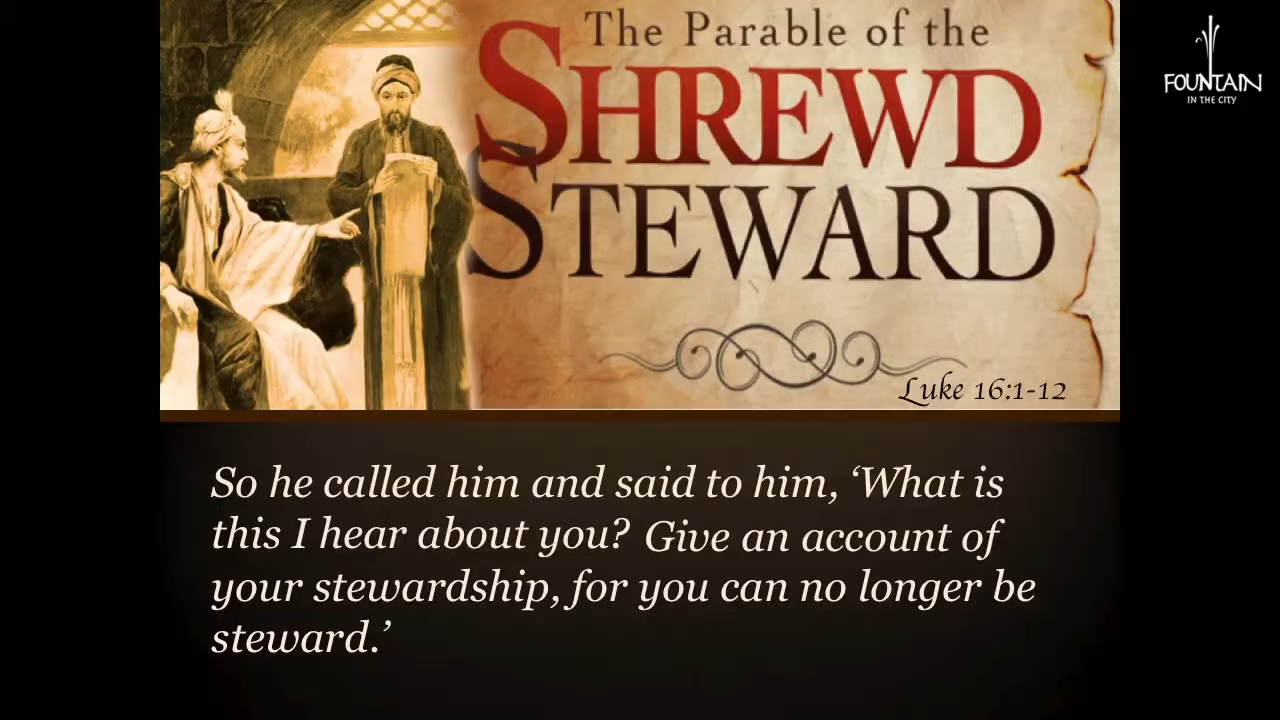 The Parable of the
SHREWD
STEWARD
Luke 16:1-12
FOUNTAIN
IN THE CITY
So he called him and said to him, ‘What is
this I hear about you? Give an account of
your stewardship, for you can no longer be
steward.’